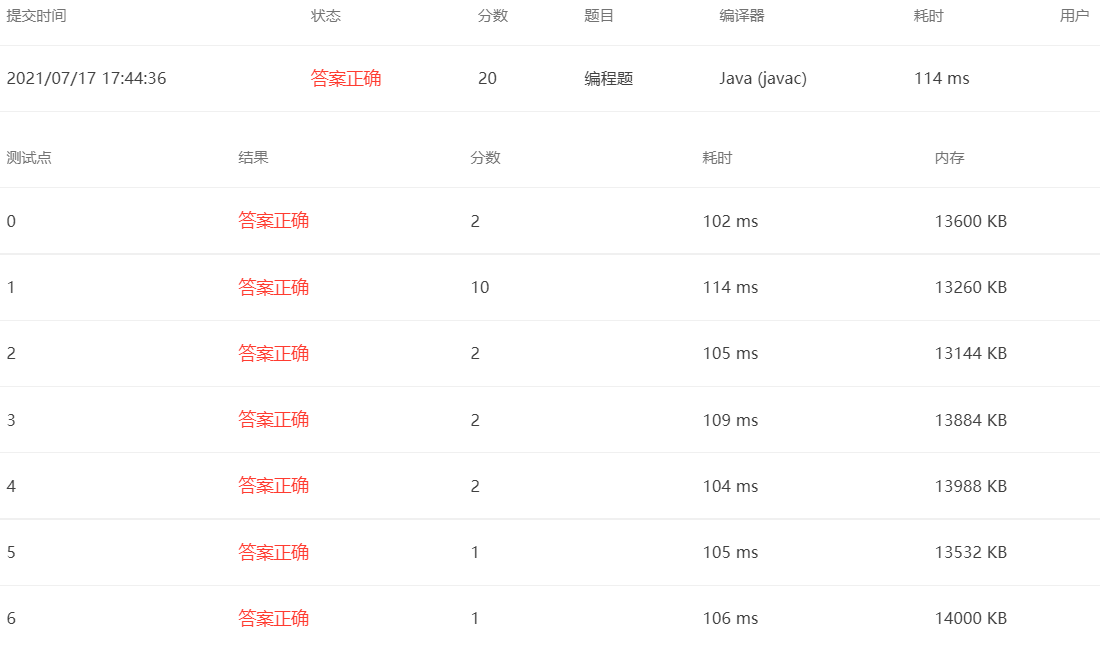 提交时间 状态 分数 题目 编译器 耗时 用户
2021/07/17 17:44:36 答案正确 20 编程题 Java (javac) 114 ms
测试点 结果 分数 耗时 内存
0 答案正确 2 102 ms 13600 KB
1 答案正确 10 114 ms 13260 KB
2 答案正确 2 105 ms 13144 KB
3 答案正确 2 109 ms 13884 KB
4 答案正确 2 104 ms 13988 KB
5 答案正确 1 105 ms 13532 KB
6 答案正确 1 106 ms 14000 KB